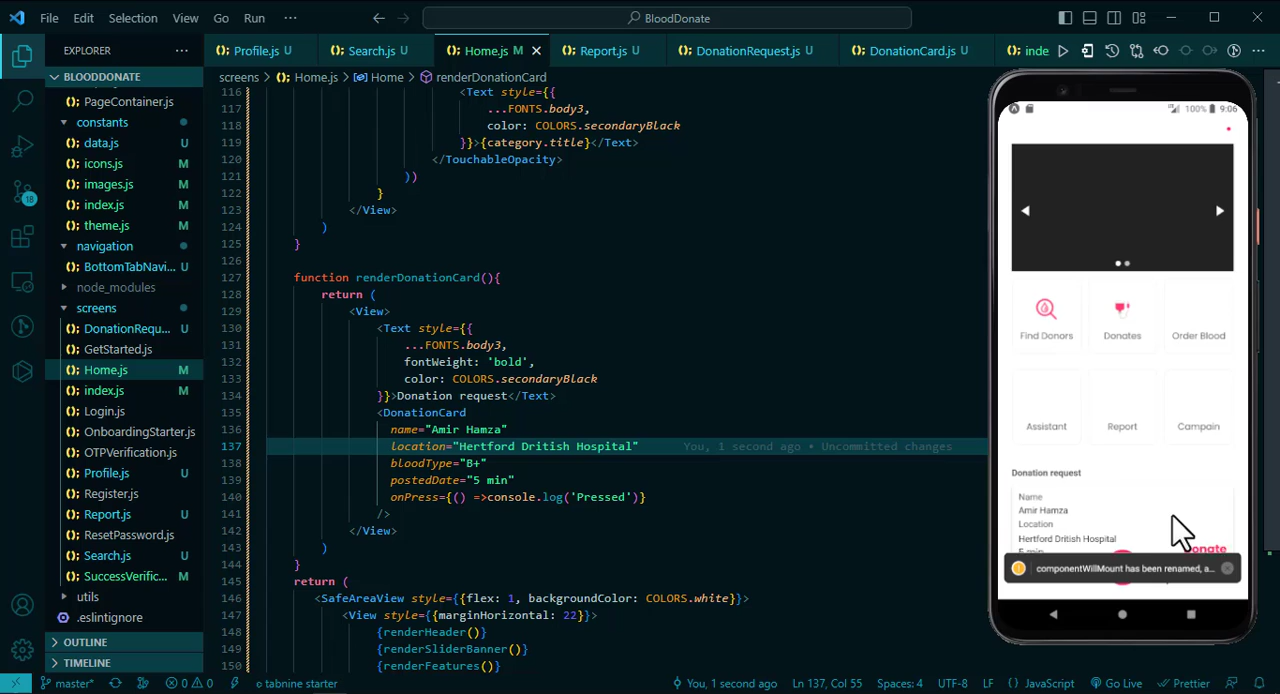 File Edit Selection View Go Run ··· BloodDonate
EXPLORER ···
Profile.js U Search.js U Home.js M Report.js U DonationRequest.js U DonationCard.js U inde
BLOODDONATE
screens > Home.js > Home > renderDonationCard
PageContainer.js
constants
data.js U
icons.js M
images.js M
index.js M
theme.js M
navigation
BottomTabNavi... U
node_modules
screens
DonationRequ... U
GetStarted.js
Home.js M
index.js M
Login.js
OnboardingStarter.js
OTPVerification.js
Profile.js U
Register.js
Report.js U
ResetPassword.js
Search.js U
SuccessVerific... M
utils
.eslintignore
OUTLINE
TIMELINE
18
116 <Text style={{
117 ...FONTS.body3,
118 color: COLORS.secondaryBlack
119 }}>{category.title}</Text>
120 </TouchableOpacity>
121 ))
122 }
123 </View>
124 )
125 }
126
127 function renderDonationCard(){
128 return (
129 <View>
130 <Text style={{
131 ...FONTS.body3,
132 fontWeight: 'bold',
133 color: COLORS.secondaryBlack
134 }}>Donation request</Text>
135 <DonationCard
136 name="Amir Hamza"
137 location="Hertford Dritish Hospital" You, 1 second ago • Uncommitted changes
138 bloodType="B+"
139 postedDate="5 min"
140 onPress={() =>console.log('Pressed')}
141 />
142 </View>
143 )
144 }
145 return (
146 <SafeAreaView style={{flex: 1, backgroundColor: COLORS.white}}>
147 <View style={{marginHorizontal: 22}}>
148 {renderHeader()}
149 {renderSliderBanner()}
150 {renderFeatures()}
100% 9:06
Find Donors Donates Order Blood
Assistant Report Campain
Donation request
Name
Amir Hamza
Location
Hertford Dritish Hospital
5 min
componentWillMount has been renamed, a...
master* 0 0 tabnine starter You, 1 second ago Ln 137, Col 55 Spaces: 4 UTF-8 LF { } JavaScript Go Live Prettier